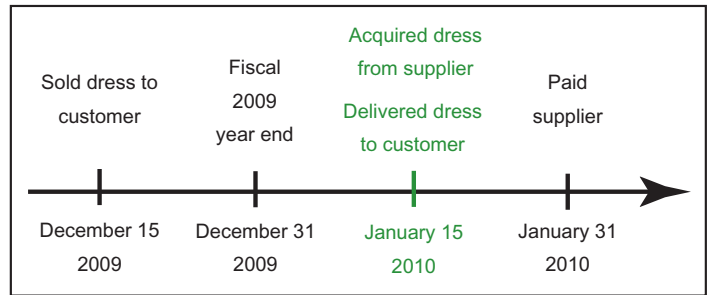 Sold dress to
customer
Fiscal
2009
year end
Acquired dress
from supplier
Delivered dress
to customer
Paid
supplier
December 15
2009
December 31
2009
January 15
2010
January 31
2010